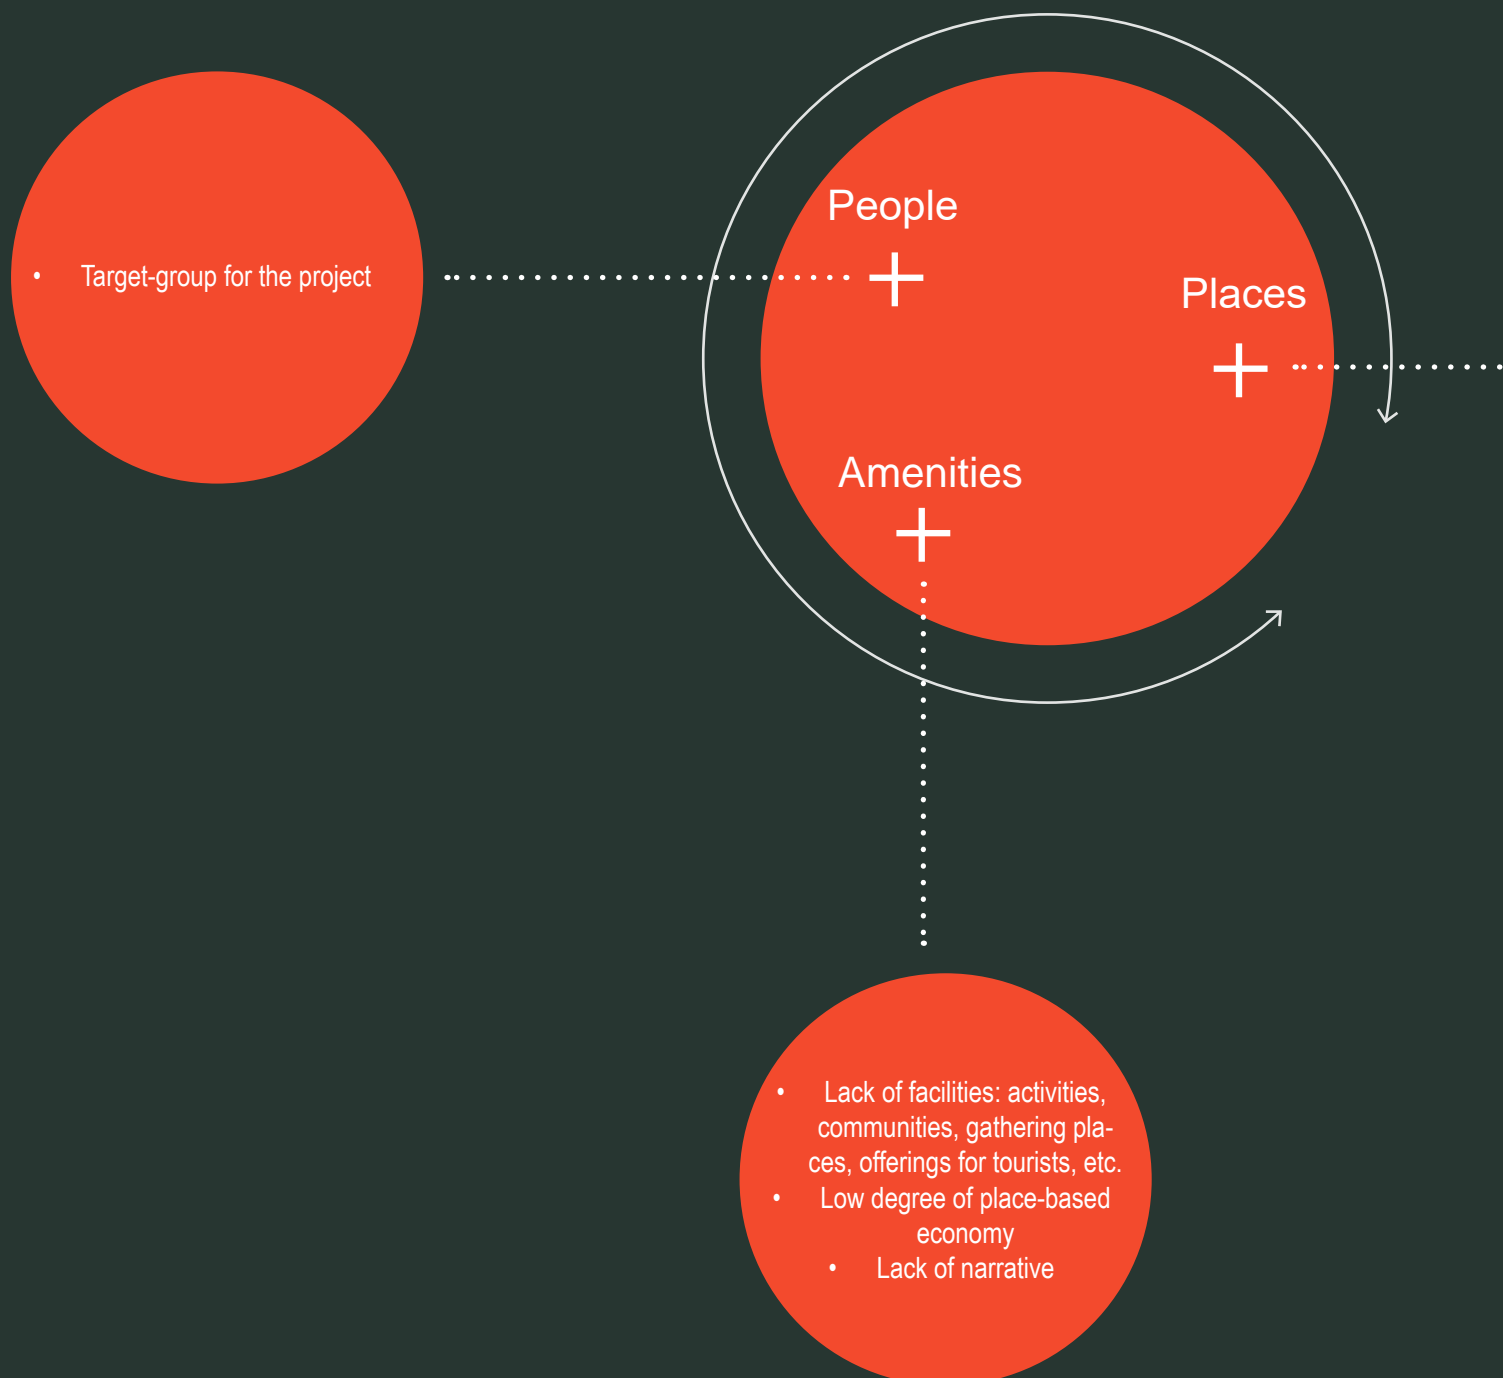 People
Places
• Target-group for the project
Amenities
• Lack of facilities: activities,
communities, gathering pla-
ces, offerings for tourists, etc.
• Low degree of place-based
economy
• Lack of narrative